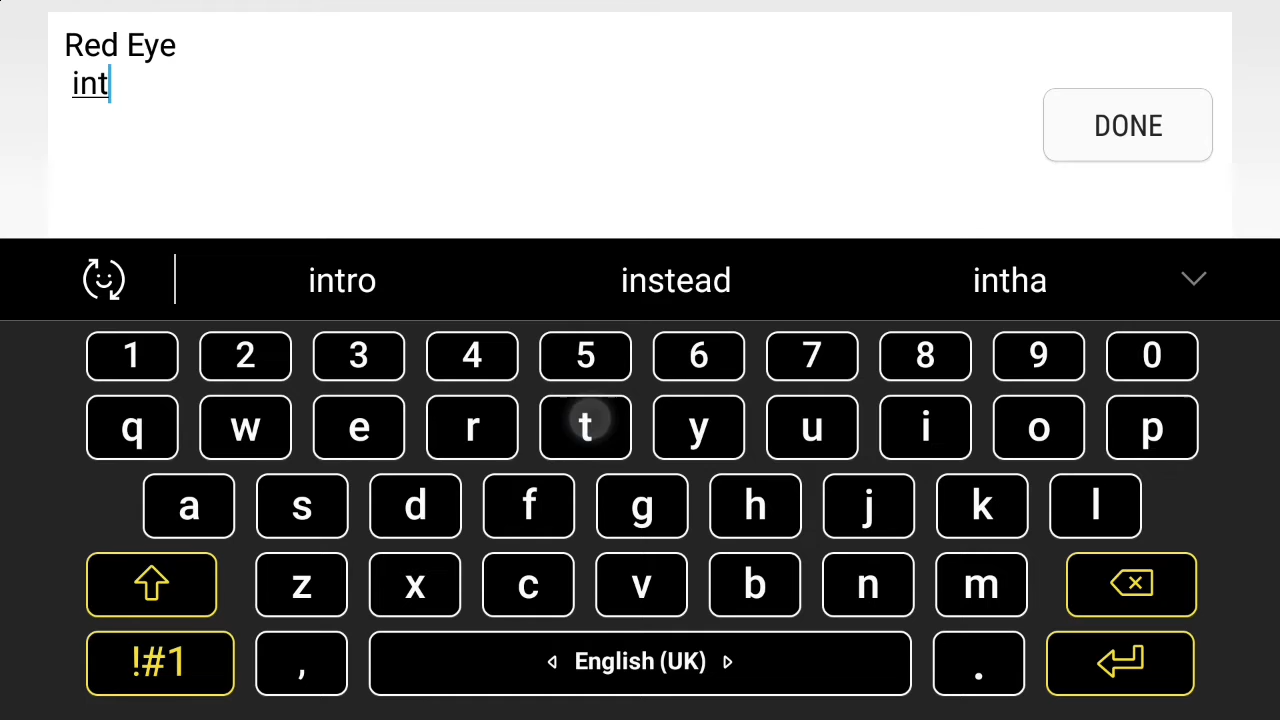 Red Eye
int
DONE
intro instead intha
1 2 3 4 5 6 7 8 9 0
q w e r t y u i o p
a s d f g h j k l
z x c v b n m
!#1 , English (UK) .